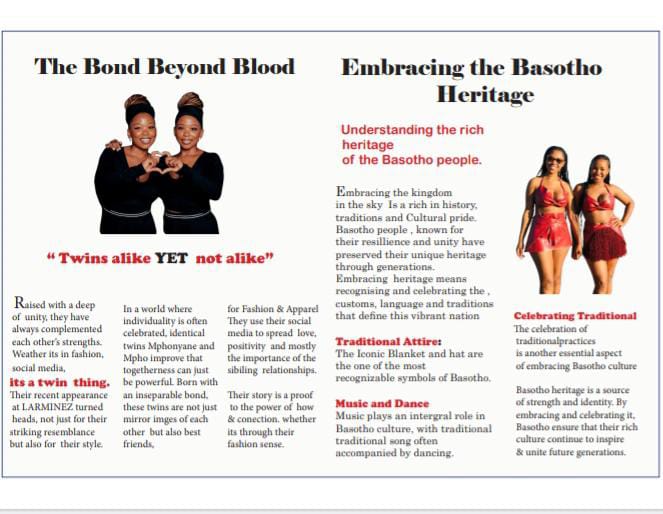 The Bond Beyond Blood
“ Twins alike YET not alike”
Raised with a deep
of unity, they have
always complemented
each other's strengths.
Weather its in fashion,
social media,
its a twin thing.
Their recent appearance
at LARMINEZ turned
heads, not just for their
striking resemblance
but also for their style.
In a world where
individuality is often
celebrated, identical
twins Mphonyane and
Mpho improve that
togetherness can just
be powerful. Born with
an inseparable bond,
these twins are not just
mirror imges of each
other but also best
friends,
for Fashion & Apparel
They use their social
media to spread love,
positivity and mostly
the importance of the
sibiling relationships.
Their story is a proof
to the power of how
& conection. whether
its through their
fashion sense.
Embracing the Basotho
Heritage
Understanding the rich
heritage
of the Basotho people.
Embracing the kingdom
in the sky Is a rich in history,
traditions and Cultural pride.
Basotho people , known for
their resillience and unity have
preserved their unique heritage
through generations.
Embracing heritage means
recognising and celebrating the ,
customs, language and traditions
that define this vibrant nation
Traditional Attire:
The Iconic Blanket and hat are
the one of the most
recognizable symbols of Basotho.
Music and Dance
Music plays an intergral role in
Basotho culture, with traditional
traditional song often
accompanied by dancing.
Celebrating Traditional
The celebration of
traditionalpractices
is another essential aspect
of embracing Basotho culture
Basotho heritage is a source
of strength and identity. By
embracing and celebrating it,
Basotho ensure that their rich
culture continue to inspire
& unite future generations.